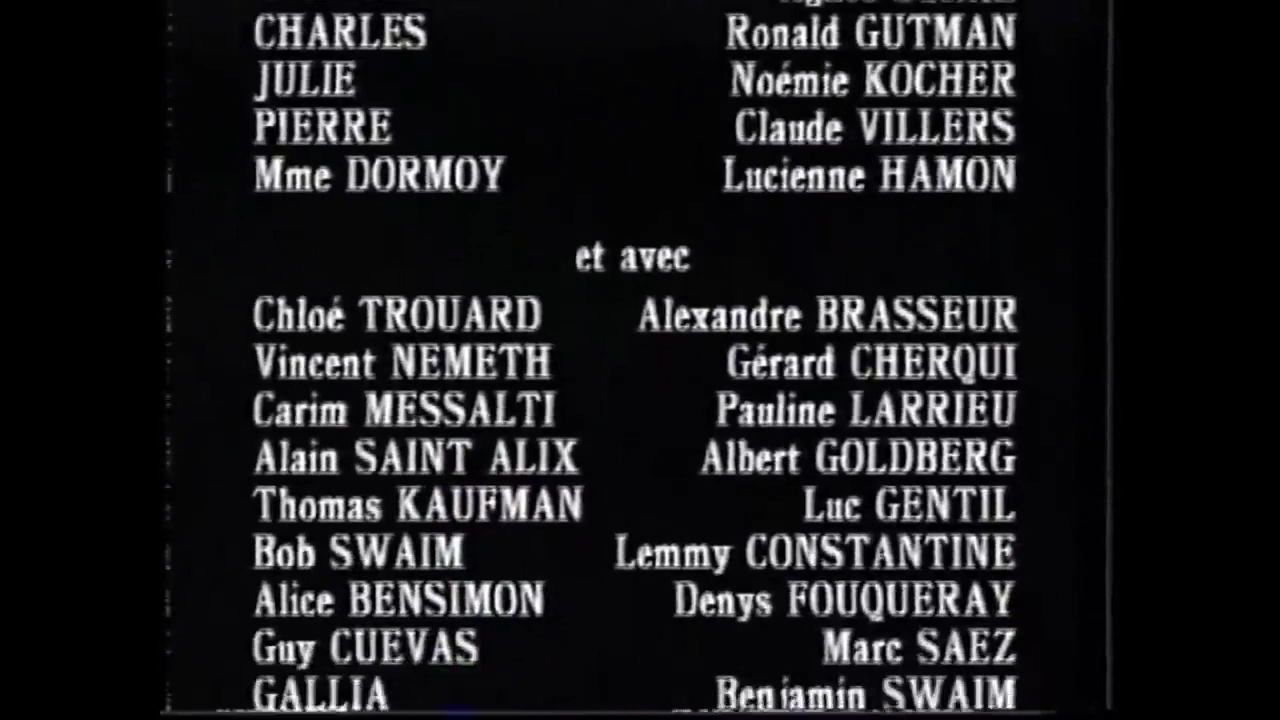 CHARLES Ronald GUTMAN
JULIE Noémie KOCHER
PIERRE Claude VILLERS
Mme DORMOY Lucienne HAMON
et avec
Chloé TROUARD Alexandre BRASSEUR
Vincent NEMETH Gérard CHERQUI
Carim MESSALTI Pauline LARRIEU
Alain SAINT ALIX Albert GOLDBERG
Thomas KAUFMAN Luc GENTIL
Bob SWAIM Lemmy CONSTANTINE
Alice BENSIMON Denys FOUQUERAY
Guy CUEVAS Marc SAEZ
GALLIA Benjamin SWAIM